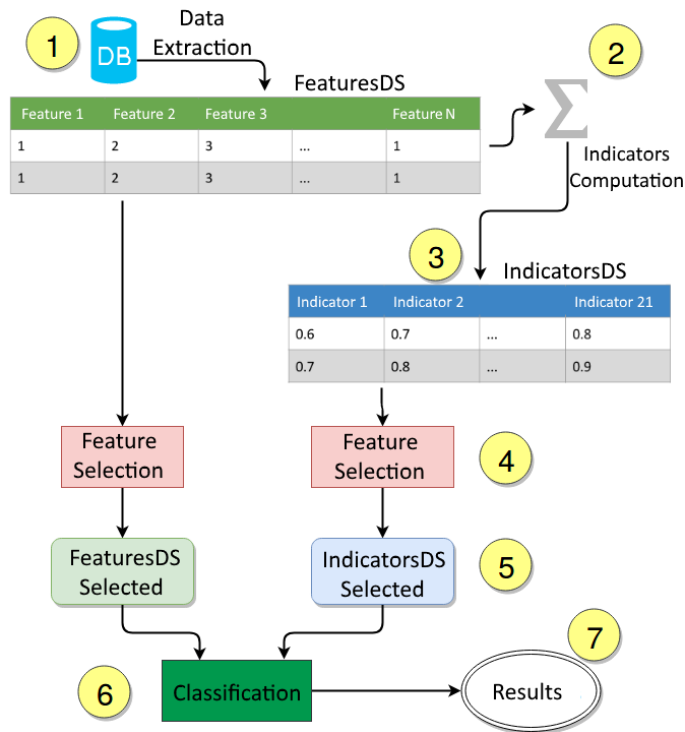 1
DB
Data
Extraction
2
FeaturesDS
Feature 1 Feature 2 Feature 3 Feature N
1 2 3 ... 1
1 2 3 1
Σ
Indicators
Computation
3
IndicatorsDS
Indicator 1 Indicator 2 Indicator 21
0.6 0.7 ... 0.8
0.7 0.8 ... 0.9
Feature
Selection
Feature
Selection
4
FeaturesDS
Selected
IndicatorsDS
Selected
5
6
Classification
Results
7